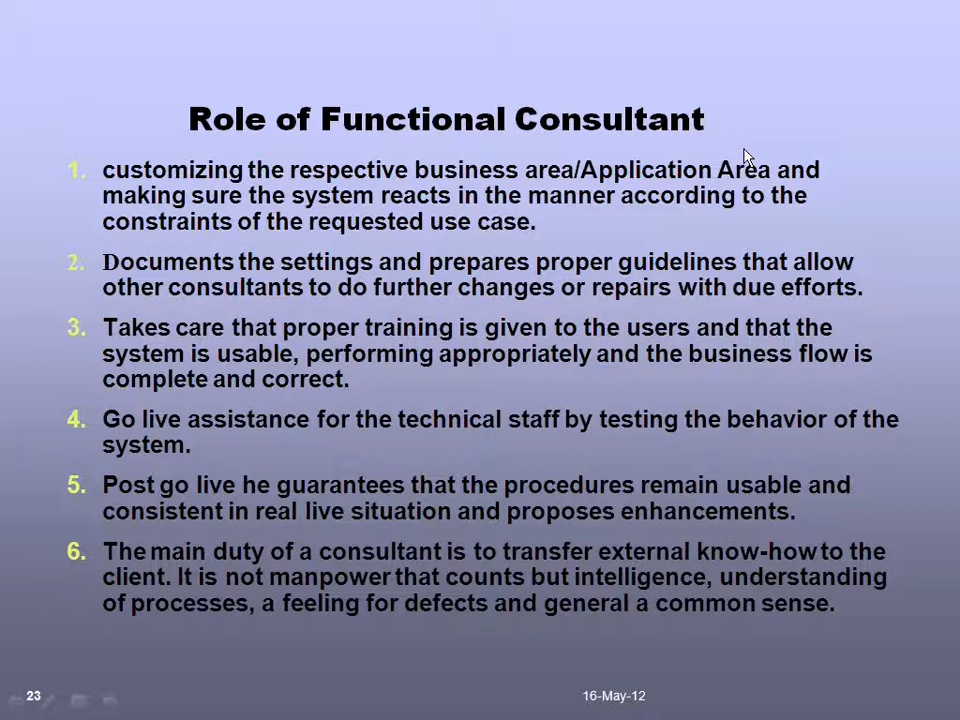 Role of Functional Consultant
1. customizing the respective business area/Application Area and
making sure the system reacts in the manner according to the
constraints of the requested use case.
2. Documents the settings and prepares proper guidelines that allow
other consultants to do further changes or repairs with due efforts.
3. Takes care that proper training is given to the users and that the
system is usable, performing appropriately and the business flow is
complete and correct.
4. Go live assistance for the technical staff by testing the behavior of the
system.
5. Post go live he guarantees that the procedures remain usable and
consistent in real live situation and proposes enhancements.
6. The main duty of a consultant is to transfer external know-how to the
client. It is not manpower that counts but intelligence, understanding
of processes, a feeling for defects and general a common sense.
23
16-May-12